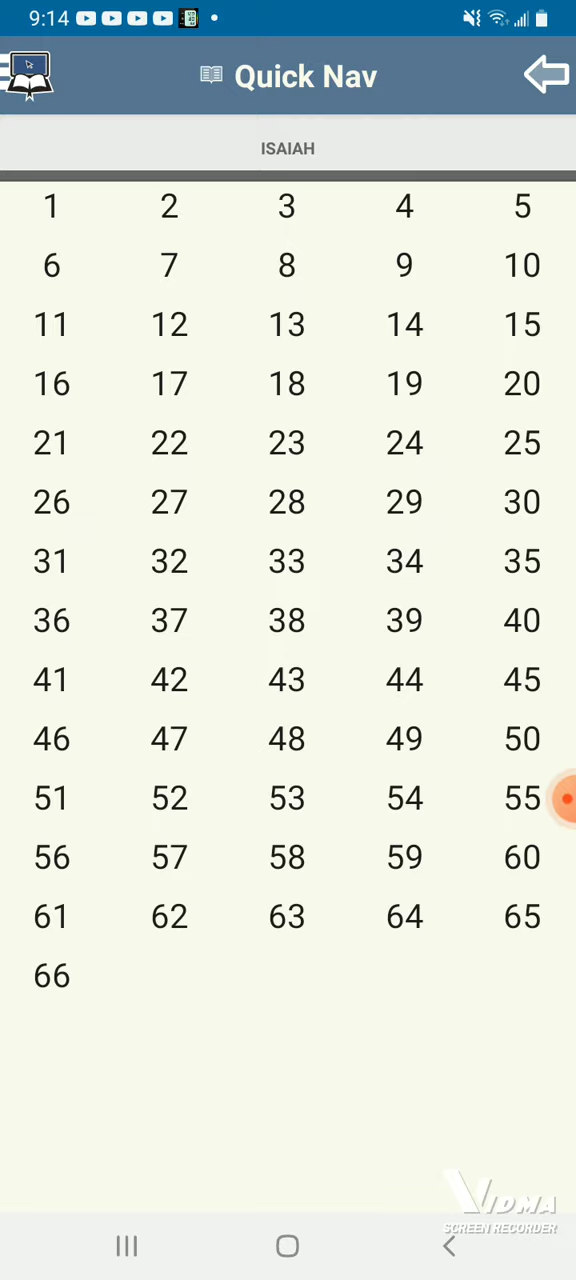 9:14
Quick Nav
ISAIAH
1 2 3 4 5
6 7 8 9 10
11 12 13 14 15
16 17 18 19 20
21 22 23 24 25
26 27 28 29 30
31 32 33 34 35
36 37 38 39 40
41 42 43 44 45
46 47 48 49 50
51 52 53 54 55
56 57 58 59 60
61 62 63 64 65
66
VIDMA
SCREEN RECORDER